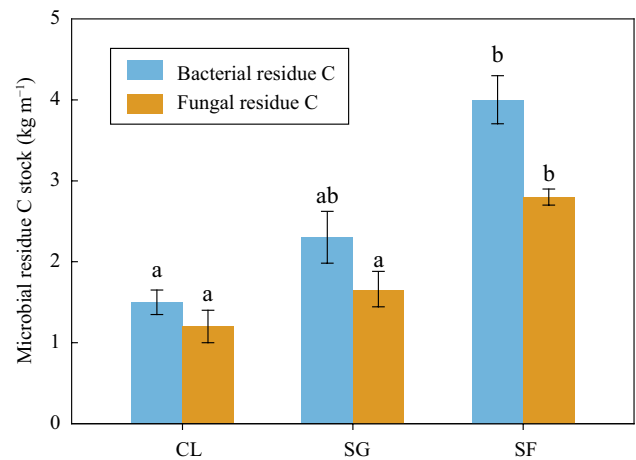 Microbial residue C stock (kg m⁻¹)
5
4
3
2
1
0
Bacterial residue C
Fungal residue C
a
a
ab
a
b
b
CL
SG
SF